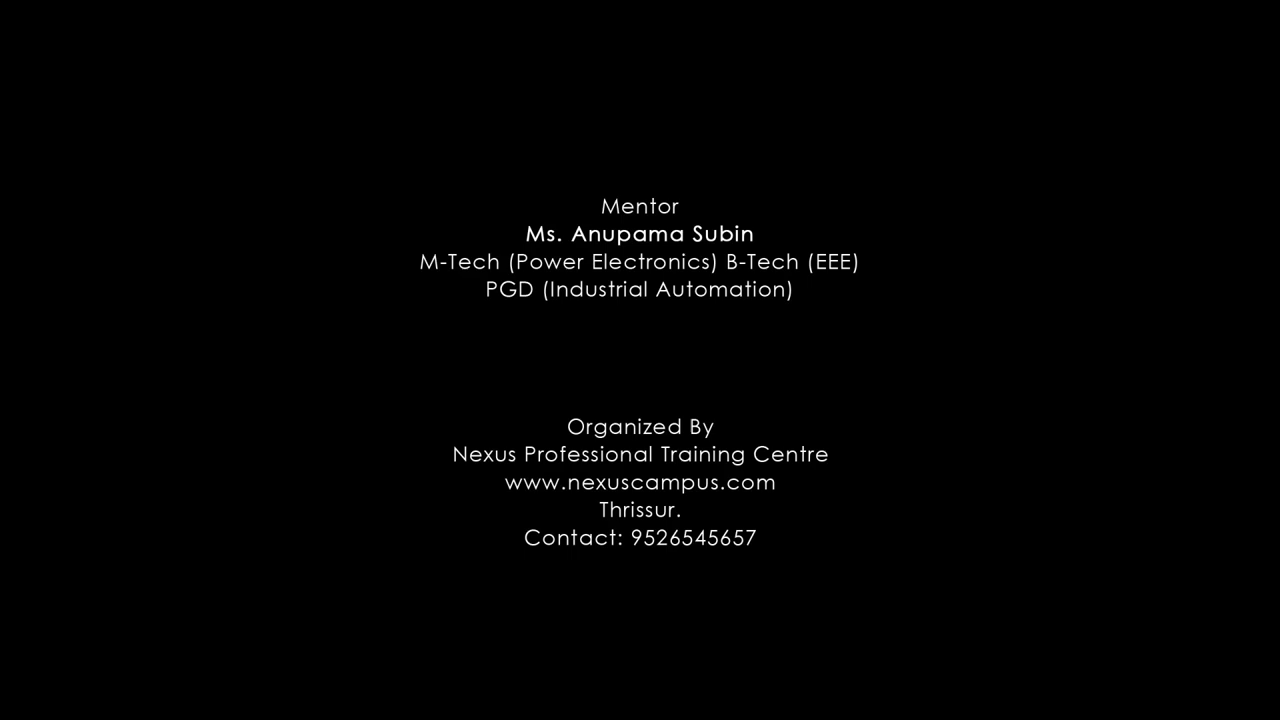 Mentor
Ms. Anupama Subin
M-Tech (Power Electronics) B-Tech (EEE)
PGD (Industrial Automation)
Organized By
Nexus Professional Training Centre
www.nexuscampus.com
Thrissur.
Contact: 9526545657